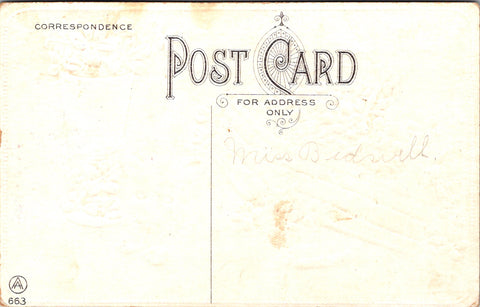 CORRESPONDENCE
POST CARD
FOR ADDRESS
ONLY
Miss Bidwell.
663